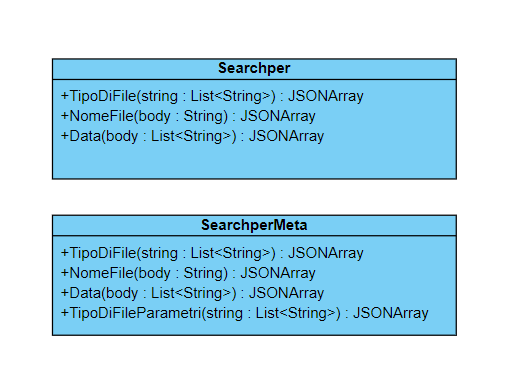 Searchper
+TipoDiFile(string : List<String>) : JSONArray
+NomeFile(body : String) : JSONArray
+Data(body : List<String>) : JSONArray
SearchperMeta
+TipoDiFile(string : List<String>) : JSONArray
+NomeFile(body : String) : JSONArray
+Data(body : List<String>) : JSONArray
+TipoDiFileParametri(string : List<String>) : JSONArray